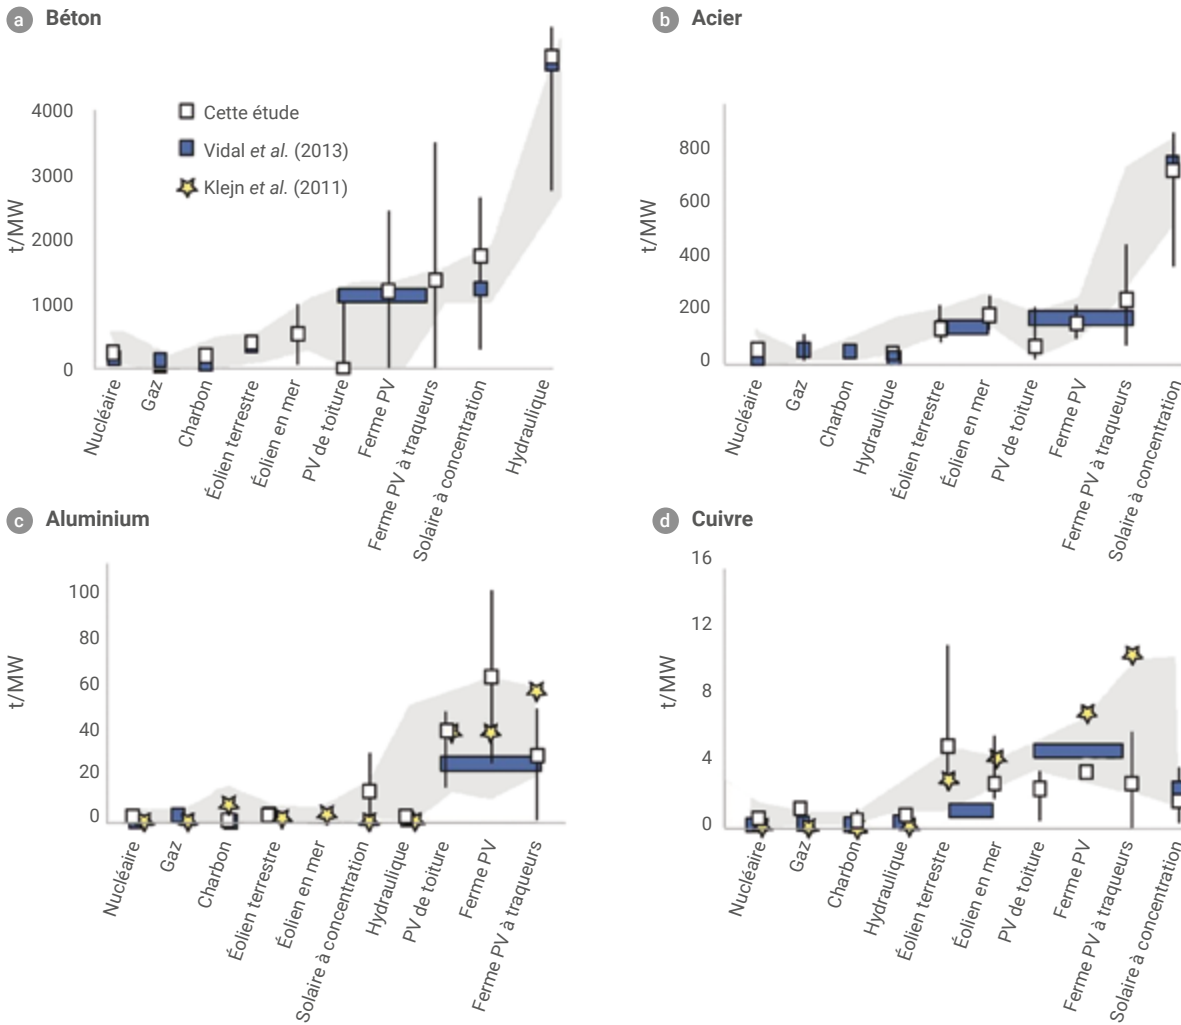 a Béton
4000
3000
2000
1000
0
t/MW
Cette étude
Vidal et al. (2013)
Klejn et al. (2011)
Nucléaire
Gaz
Charbon
Éolien terrestre
Éolien en mer
PV de toiture
Ferme PV
Ferme PV à traqueurs
Solaire à concentration
Hydraulique
b Acier
800
600
400
200
0
t/MW
Nucléaire
Gaz
Charbon
Hydraulique
Éolien terrestre
Éolien en mer
PV de toiture
Ferme PV
Ferme PV à traqueurs
Solaire à concentration
c Aluminium
100
80
60
40
20
0
t/MW
Nucléaire
Gaz
Charbon
Éolien terrestre
Éolien en mer
Solaire à concentration
Hydraulique
PV de toiture
Ferme PV
Ferme PV à traqueurs
d Cuivre
16
12
8
4
0
t/MW
Nucléaire
Gaz
Charbon
Hydraulique
Éolien terrestre
Éolien en mer
PV de toiture
Ferme PV
Ferme PV à traqueurs
Solaire à concentration